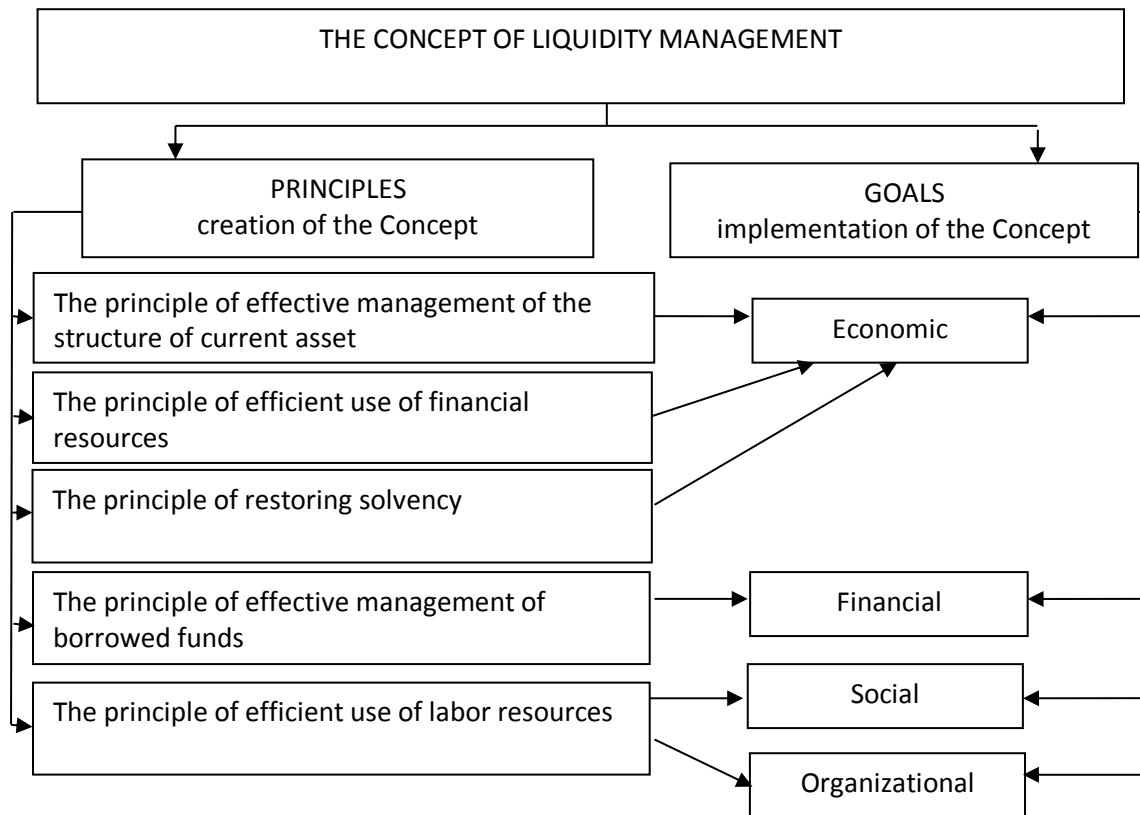 THE CONCEPT OF LIQUIDITY MANAGEMENT
PRINCIPLES
creation of the Concept
GOALS
implementation of the Concept
The principle of effective management of the
structure of current asset
Economic
The principle of efficient use of financial
resources
The principle of restoring solvency
The principle of effective management of
borrowed funds
Financial
The principle of efficient use of labor resources
Social
Organizational